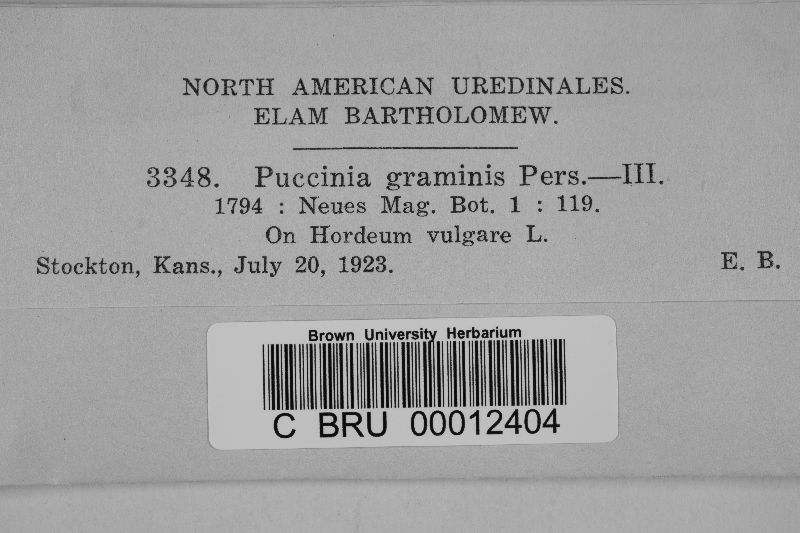 NORTH AMERICAN UREDINALES.
ELAM BARTHOLOMEW.
3348. Puccinia graminis Pers.—III.
1794 : Neues Mag. Bot. 1 : 119.
On Hordeum vulgare L.
Stockton, Kans., July 20, 1923. E. B.
Brown University Herbarium
C BRU 00012404